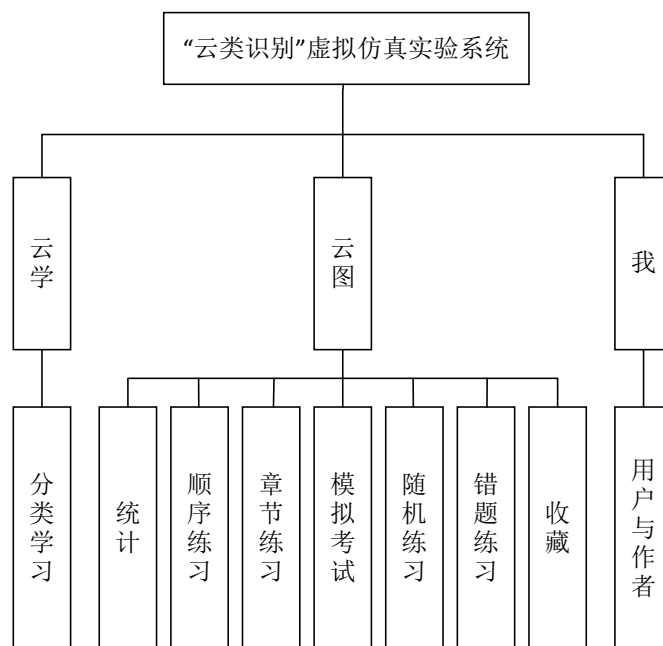 “云类识别”虚拟仿真实验系统
云学
云图
我
分类学习
统计
顺序练习
章节练习
模拟考试
随机练习
错题练习
收藏
用户与作者